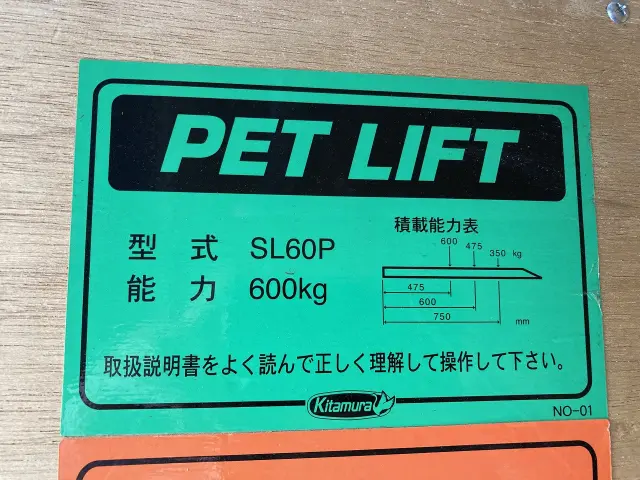 PET LIFT
型 式 SL60P
能 力 600kg
積載能力表
600 475 350 kg
475
600
750 mm
取扱説明書をよく読んで正しく理解して操作して下さい。
Kitamura
NO-01